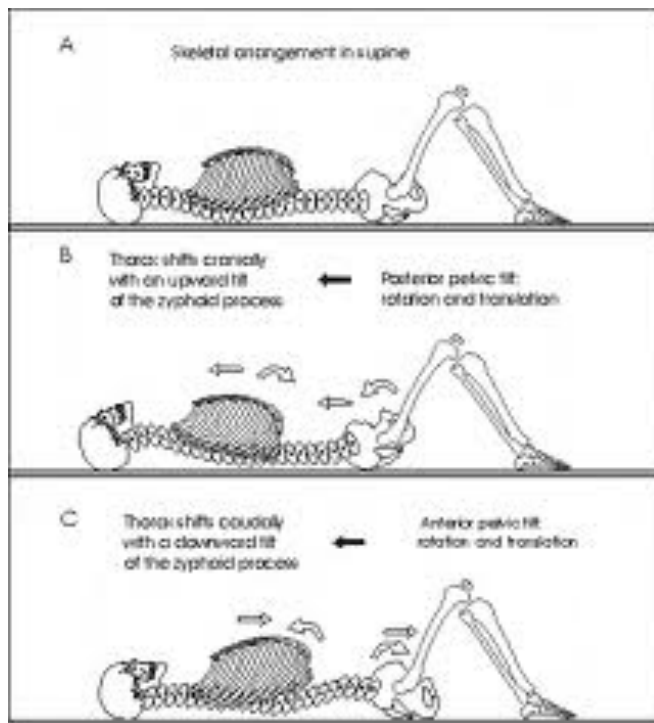 A
Skeletal arrangement in supine
B
Thorax shifts cranially
with an upward tilt
of the zyphoid process
Posterior pelvic tilt:
rotation and translation
C
Thorax shifts caudally
with a downward tilt
of the zyphoid process
Anterior pelvic tilt:
rotation and translation